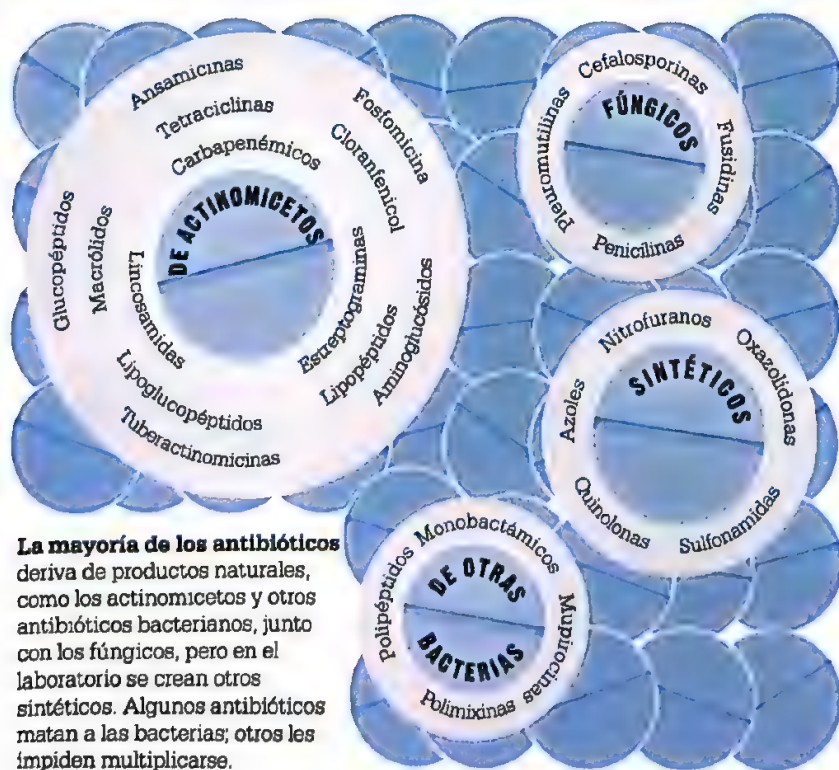 DE ACTINOMICETOS
Ansamicinas
Tetraciclinas
Carbapenémicos
Fosfomicina
Cloranfenicol
Glucopéptidos
Macrólidos
Lincosamidas
Estreptograminas
Lipopéptidos
Aminoglucósidos
Lipoglucopéptidos
Tuberactinomicinas
FÚNGICOS
Cefalosporinas
Pleuromutilinas
Fusidinas
Penicilinas
SINTÉTICOS
Nitrofuranos
Oxazolidonas
Azoles
Quinolonas
Sulfonamidas
DE OTRAS
BACTERIAS
Monobactámicos
Polipéptidos
Mupirocinas
Polimixinas
La mayoría de los antibióticos
deriva de productos naturales,
como los actinomicetos y otros
antibióticos bacterianos, junto
con los fúngicos, pero en el
laboratorio se crean otros
sintéticos. Algunos antibióticos
matan a las bacterias; otros les
impiden multiplicarse.